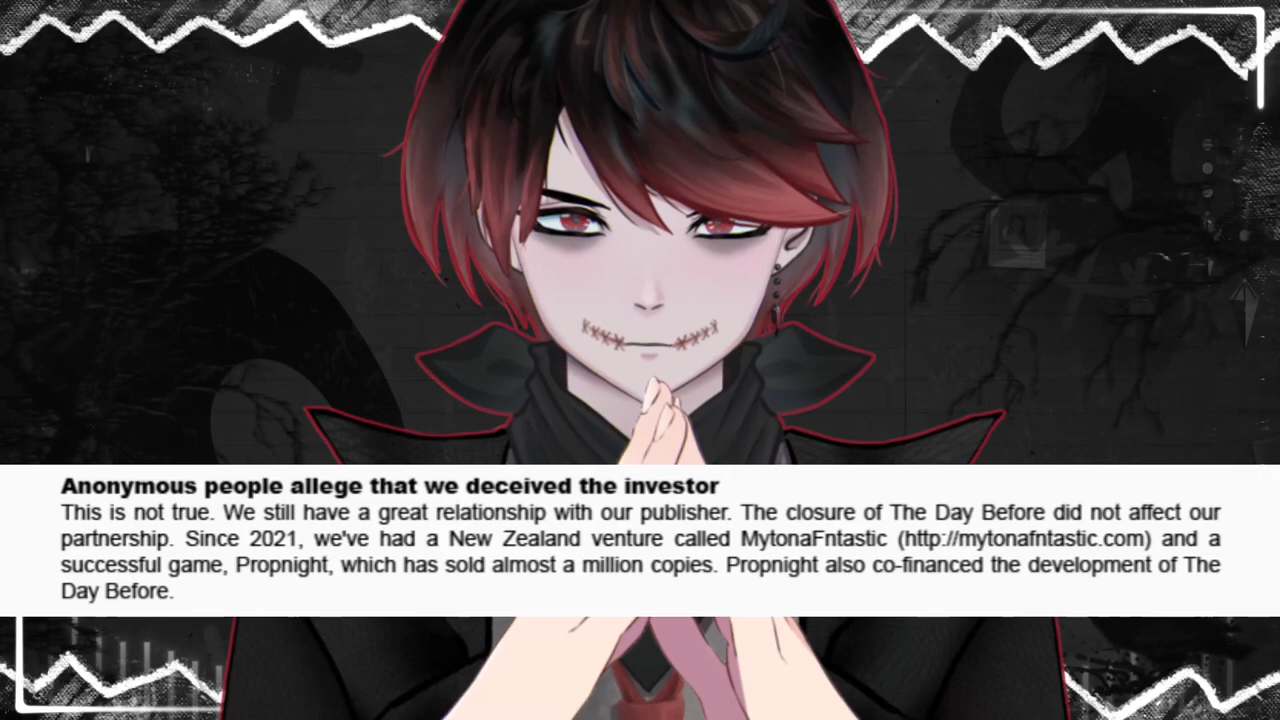 Anonymous people allege that we deceived the investor
This is not true. We still have a great relationship with our publisher. The closure of The Day Before did not affect our
partnership. Since 2021, we've had a New Zealand venture called MytonaFntastic (http://mytonafntastic.com) and a
successful game, Propnight, which has sold almost a million copies. Propnight also co-financed the development of The
Day Before.